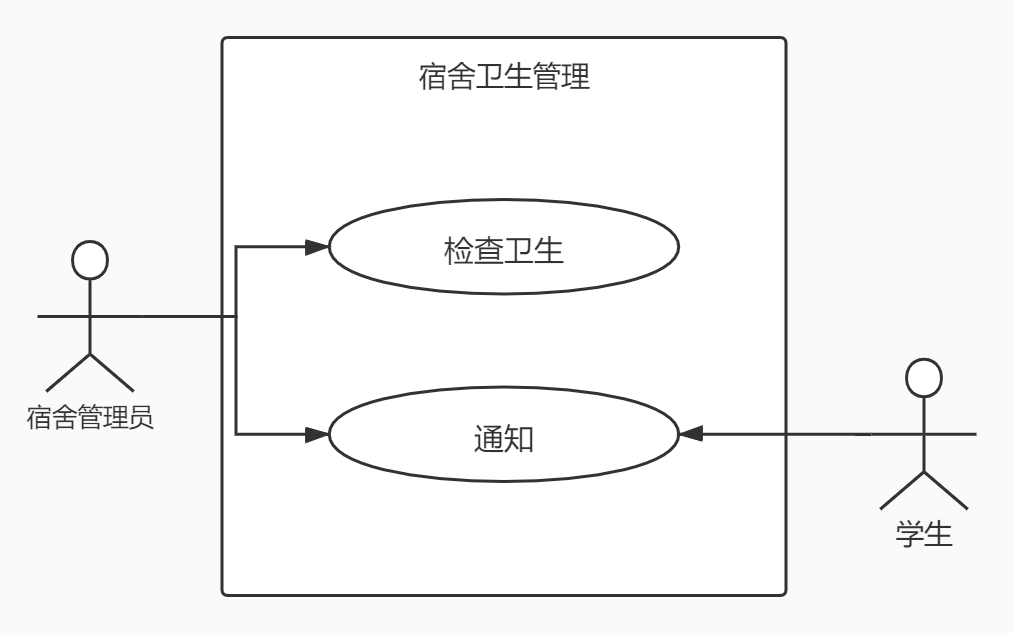 宿舍卫生管理
检查卫生
宿舍管理员
通知
学生